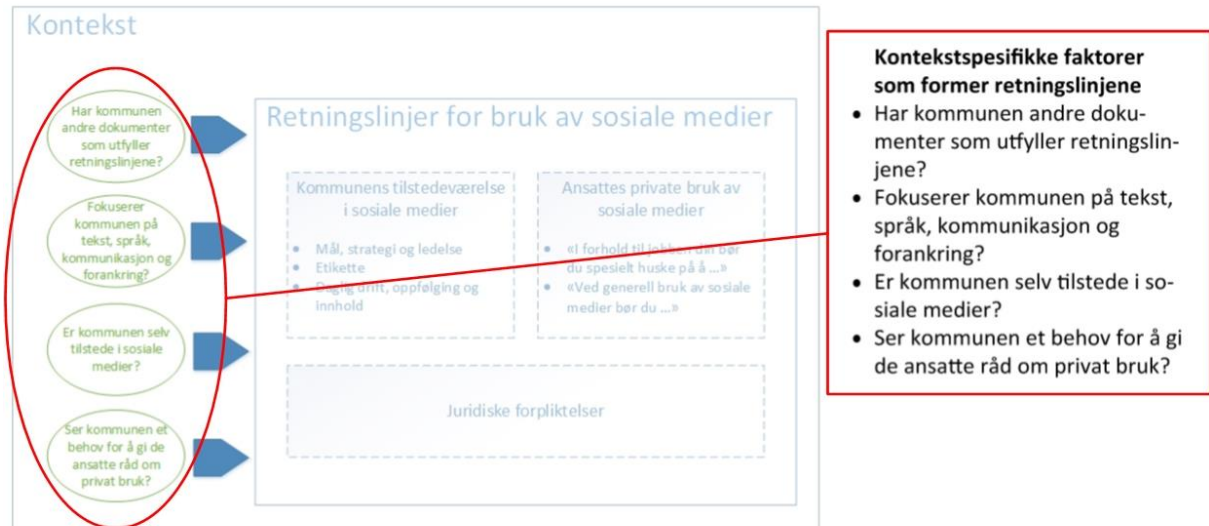 Kontekst
Har kommunen
andre dokumenter
som utfyller
retningslinjene?
Fokuserer
kommunen på
tekst, språk,
kommunikasjon og
forankring?
Er kommunen selv
tilstede i sosiale
medier?
Ser kommunen et
behov for å gi de
ansatte råd om
privat bruk?
Retningslinjer for bruk av sosiale medier
Kommunens tilstedeværelse
i sosiale medier
• Mål, strategi og ledelse
• Etikette
• Daglig drift, oppfølging og
innhold
Ansattes private bruk av
sosiale medier
• «I forhold til jobben din bør
du spesielt huske på å ...»
• «Ved generell bruk av sosiale
medier bør du ...»
Juridiske forpliktelser
Kontekstspesifikke faktorer
som former retningslinjene
• Har kommunen andre doku-
menter som utfyller retningslin-
jene?
• Fokuserer kommunen på tekst,
språk, kommunikasjon og
forankring?
• Er kommunen selv tilstede i so-
siale medier?
• Ser kommunen et behov for å gi
de ansatte råd om privat bruk?